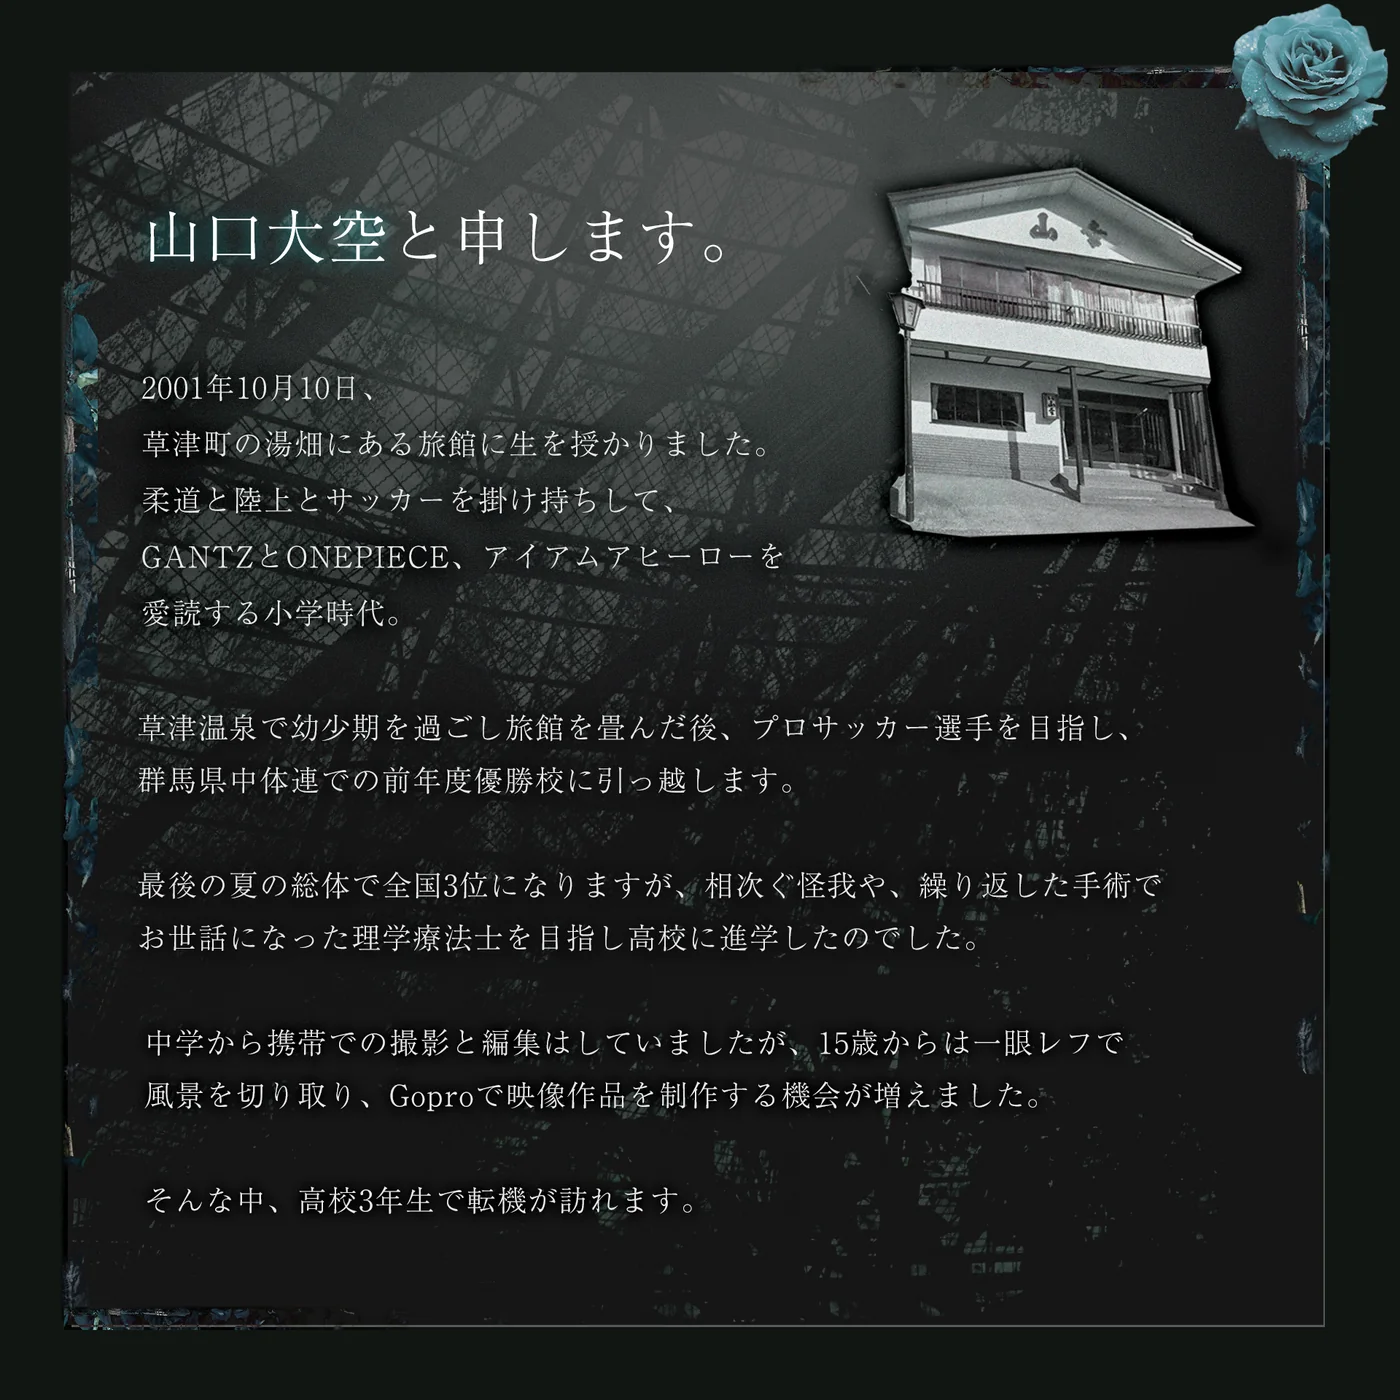 山口大空と申します。
2001年10月10日、
草津町の湯畑にある旅館に生を授かりました。
柔道と陸上とサッカーを掛け持ちして、
GANTZとONEPIECE、アイアムアヒーローを
愛読する小学時代。
草津温泉で幼少期を過ごし旅館を畳んだ後、プロサッカー選手を目指し、
群馬県中体連での前年度優勝校に引っ越します。
最後の夏の総体で全国3位になりますが、相次ぐ怪我や、繰り返した手術で
お世話になった理学療法士を目指し高校に進学したのでした。
中学から携帯での撮影と編集はしていましたが、15歳からは一眼レフで
風景を切り取り、Goproで映像作品を制作する機会が増えました。
そんな中、高校3年生で転機が訪れます。